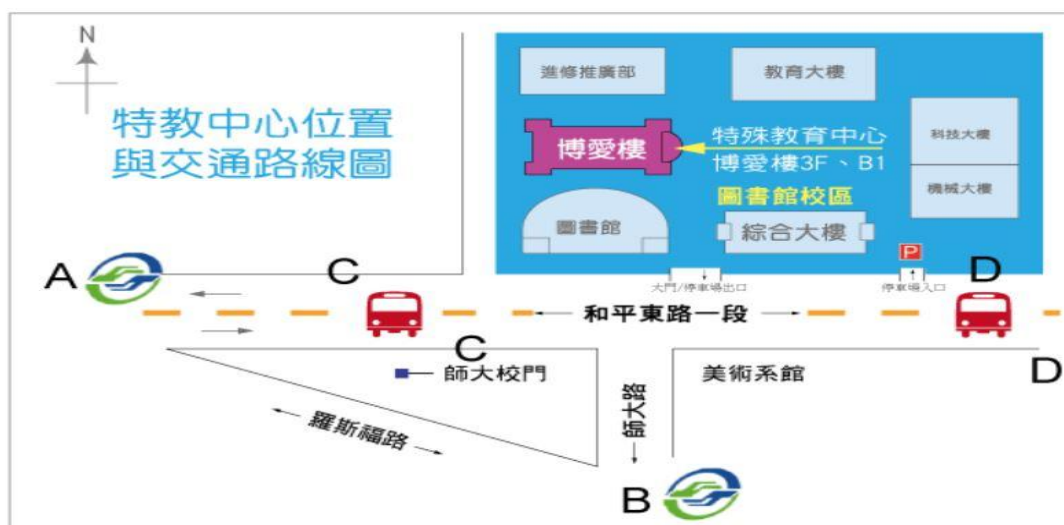 N
特教中心位置
與交通路線圖
進修推廣部
教育大樓
博愛樓
特殊教育中心
博愛樓3F、B1
科技大樓
機械大樓
圖書館校區
圖書館
綜合大樓
P
A
C
D
大門/停車場出口
停車場入口
和平東路一段
C
師大校門
美術系館
D
羅斯福路
師大路
B